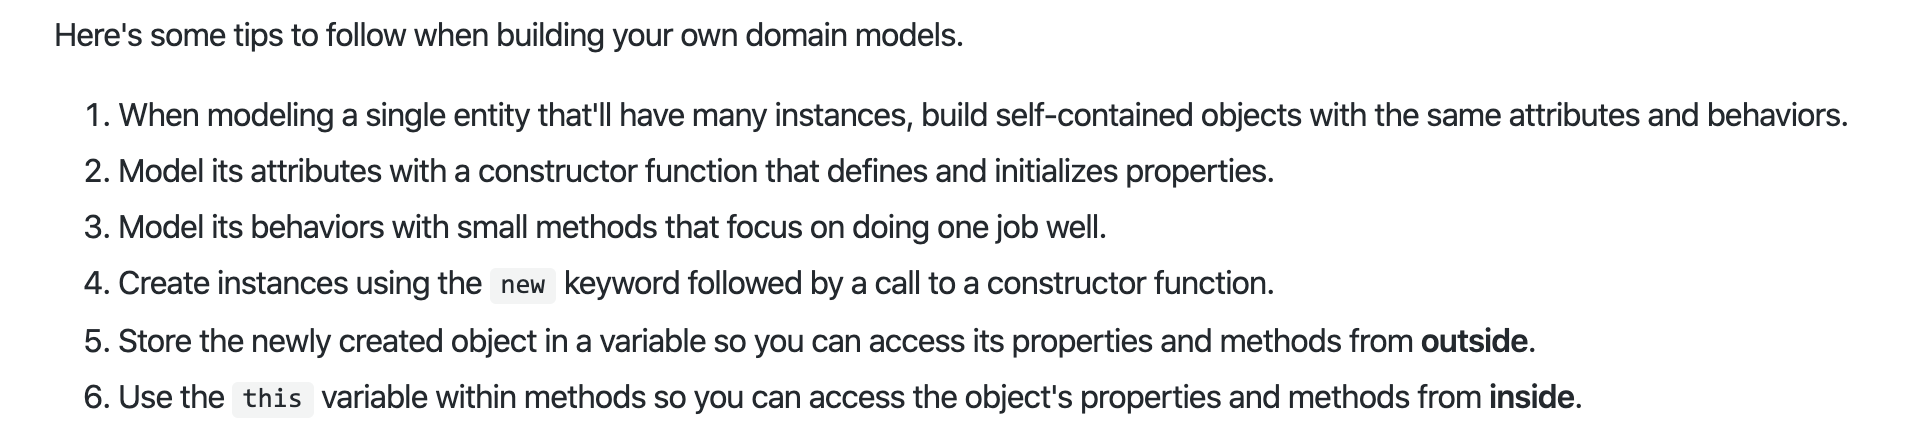 Here's some tips to follow when building your own domain models.
1. When modeling a single entity that'll have many instances, build self-contained objects with the same attributes and behaviors.
2. Model its attributes with a constructor function that defines and initializes properties.
3. Model its behaviors with small methods that focus on doing one job well.
4. Create instances using the new keyword followed by a call to a constructor function.
5. Store the newly created object in a variable so you can access its properties and methods from outside.
6. Use the this variable within methods so you can access the object's properties and methods from inside.